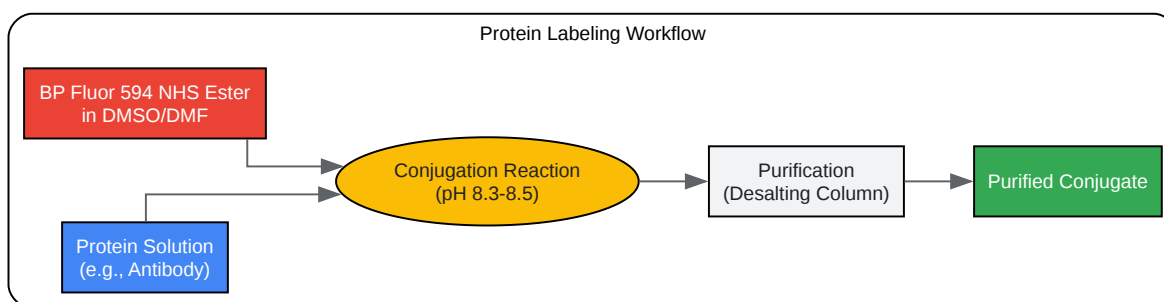 Protein Labeling Workflow
BP Fluor 594 NHS Ester
in DMSO/DMF
Protein Solution
(e.g., Antibody)
Conjugation Reaction
(pH 8.3-8.5)
Purification
(Desalting Column)
Purified Conjugate